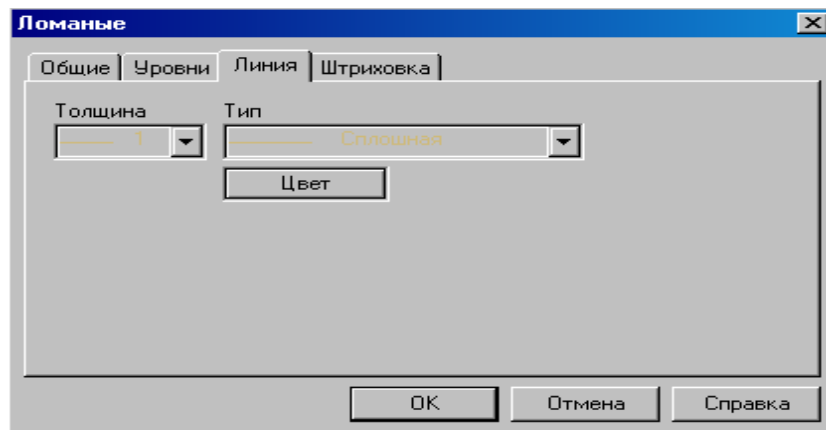 Ломаные
Общие Уровни Линия Штриховка
Толщина Тип
1 Сплошная
Цвет
OK Отмена Справка